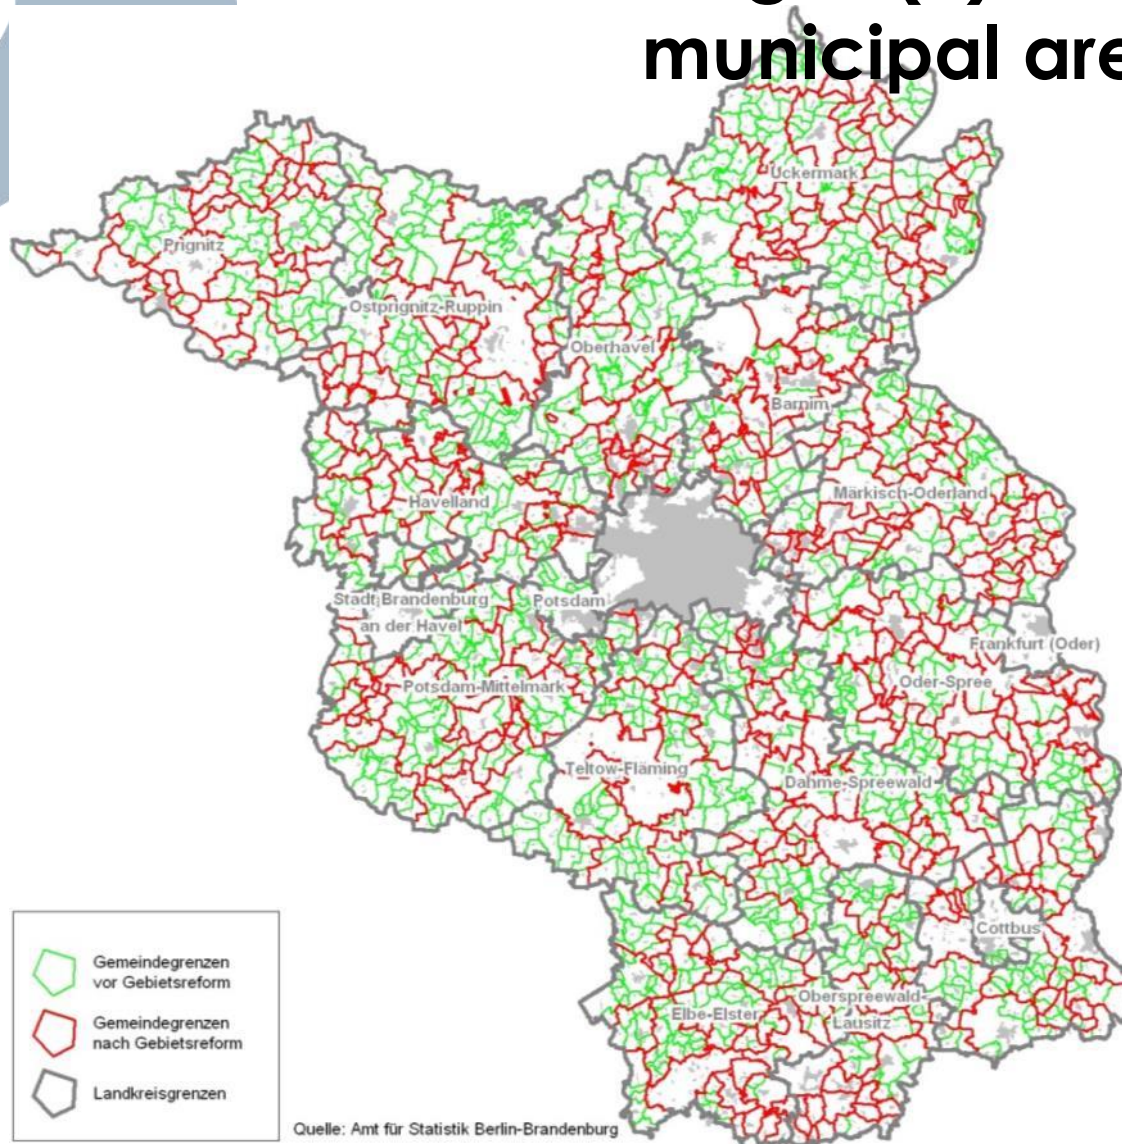 municipal are
Uckermark
Prignitz
Ostprignitz-Ruppin
Oberhavel
Barnim
Märkisch-Oderland
Havelland
Stadt Brandenburg
an der Havel
Potsdam
Frankfurt (Oder)
Oder-Spree
Potsdam-Mittelmark
Teltow-Fläming
Dahme-Spreewald
Cottbus
Oberspreewald-
Lausitz
Elbe-Elster
Gemeindegrenzen
vor Gebietsreform
Gemeindegrenzen
nach Gebietsreform
Landkreisgrenzen
Quelle: Amt für Statistik Berlin-Brandenburg